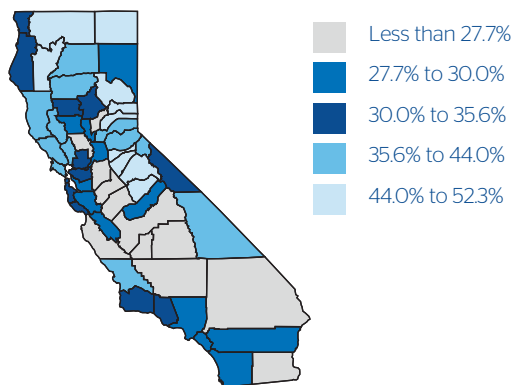 Less than 27.7%
27.7% to 30.0%
30.0% to 35.6%
35.6% to 44.0%
44.0% to 52.3%